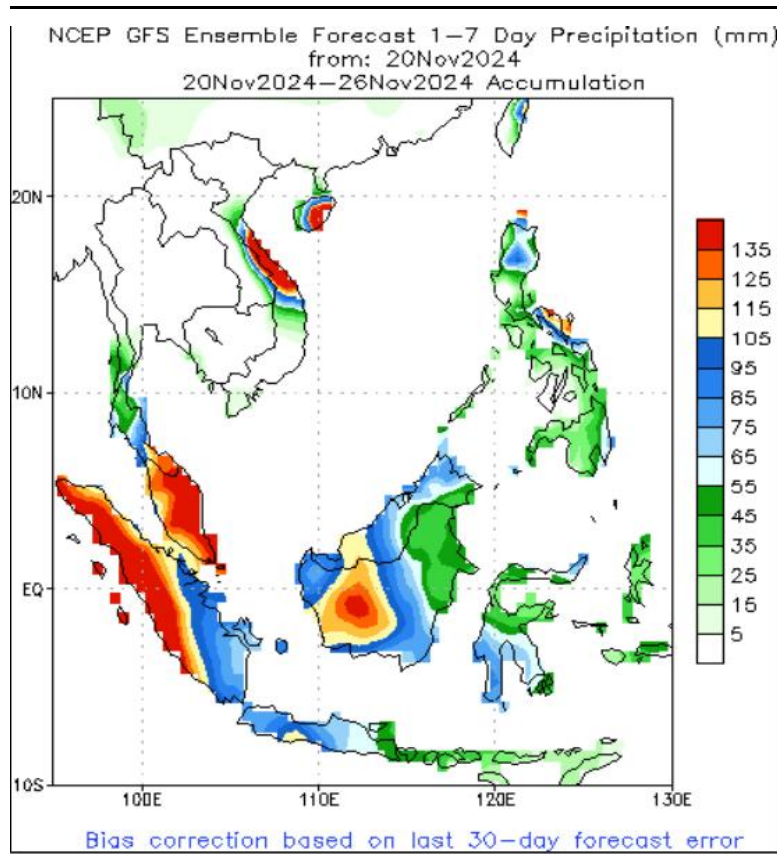 NCEP GFS Ensemble Forecast 1-7 Day Precipitation (mm)
from: 20Nov2024
20Nov2024-26Nov2024 Accumulation
20N
10N
EQ
10S
100E
110E
120E
130E
135
125
115
105
95
85
75
65
55
45
35
25
15
5
Bias correction based on last 30-day forecast error